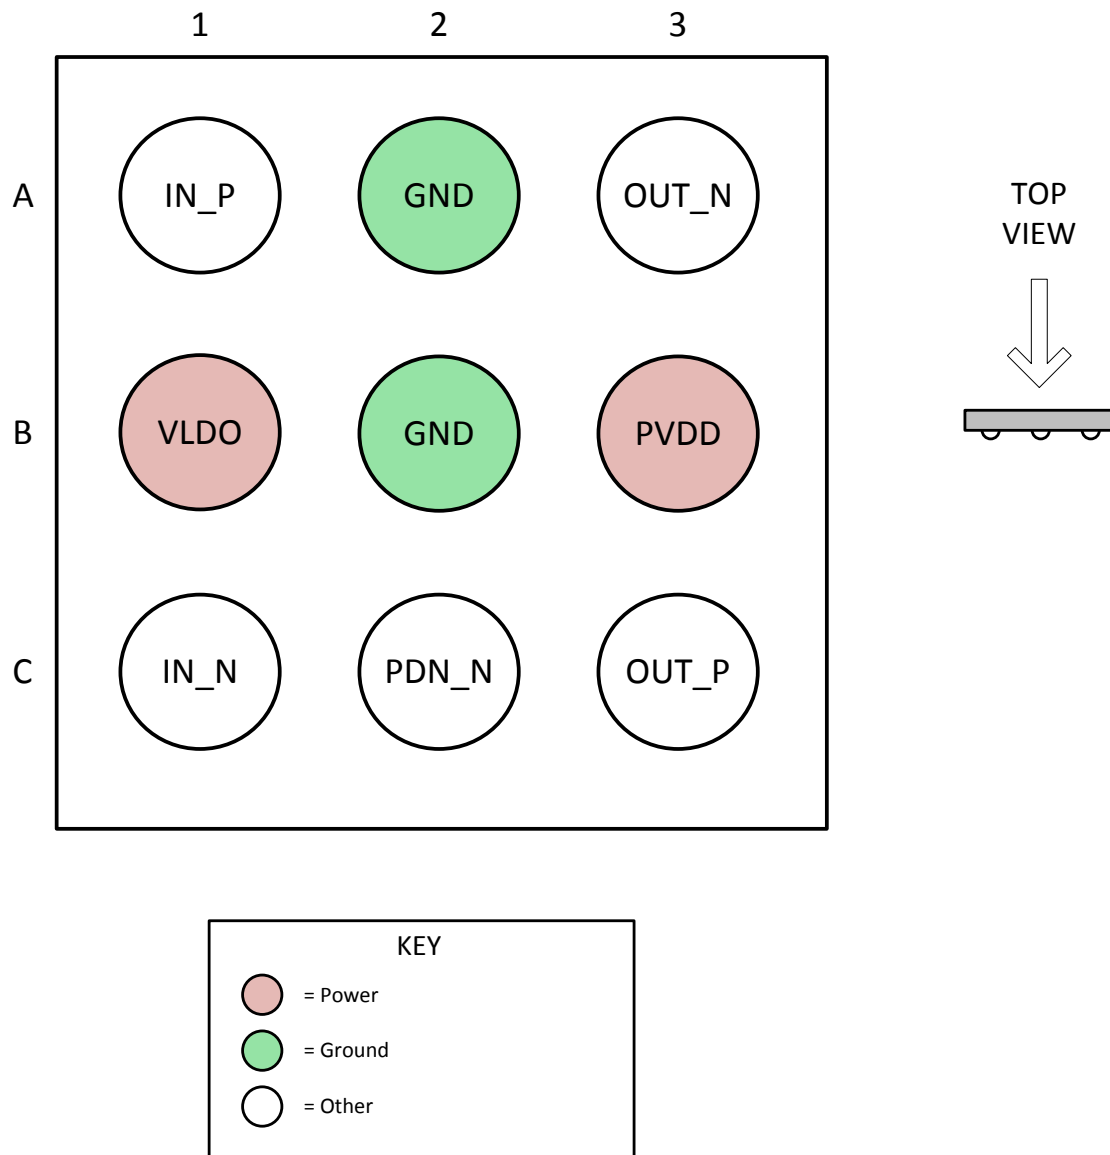 1 2 3
A IN_P GND OUT_N
TOP
VIEW
B VLDO GND PVDD
C IN_N PDN_N OUT_P
KEY
= Power
= Ground
= Other